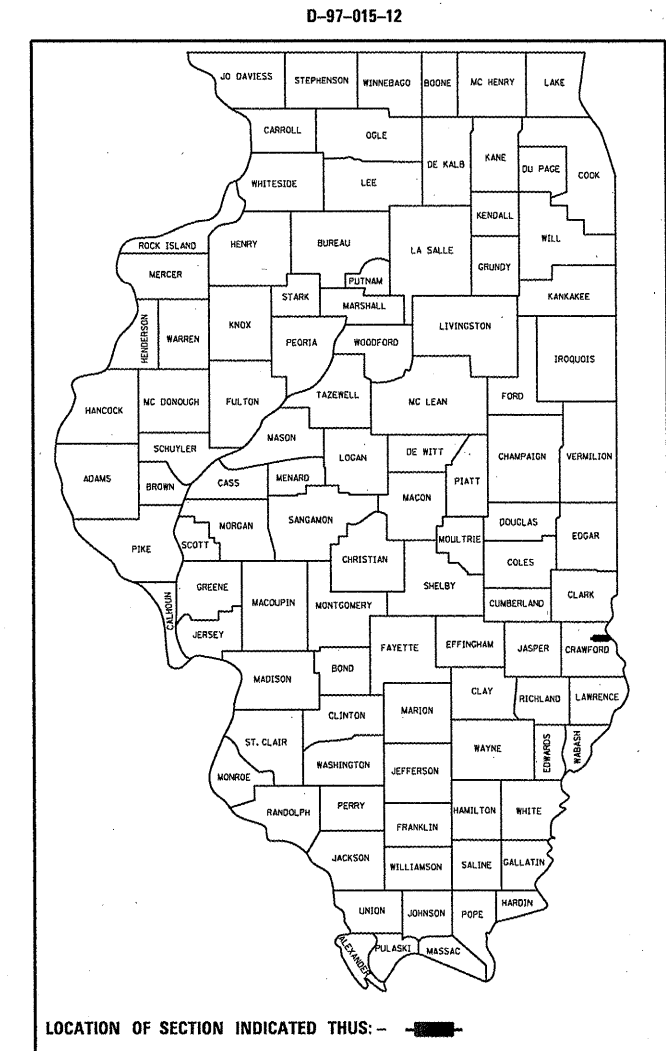 D-97-015-12
JO DAVIESS STEPHENSON WINNEBAGO BOONE MC HENRY LAKE
CARROLL OGLE DE KALB KANE DU PAGE COOK
WHITESIDE LEE KENDALL
ROCK ISLAND HENRY BUREAU LA SALLE GRUNDY WILL
MERCER PUTNAM
STARK MARSHALL KANKAKEE
HENDERSON WARREN KNOX PEORIA WOODFORD LIVINGSTON IROQUOIS
HANCOCK MC DONOUGH FULTON TAZEWELL MC LEAN FORD
MASON
SCHUYLER LOGAN DE WITT CHAMPAIGN VERMILION
ADAMS BROWN CASS MENARD MACON PIATT
PIKE SCOTT MORGAN SANGAMON MOULTRIE DOUGLAS EDGAR
CHRISTIAN COLES
CALHOUN GREENE MACOUPIN MONTGOMERY SHELBY CUMBERLAND CLARK
JERSEY FAYETTE EFFINGHAM JASPER CRAWFORD
MADISON BOND
CLINTON MARION CLAY RICHLAND LAWRENCE
ST. CLAIR WASHINGTON WAYNE EDWARDS WABASH
MONROE JEFFERSON
RANDOLPH PERRY HAMILTON WHITE
FRANKLIN
JACKSON WILLIAMSON SALINE GALLATIN
UNION JOHNSON POPE HARDIN
ALEXANDER PULASKI MASSAC
LOCATION OF SECTION INDICATED THUS: -